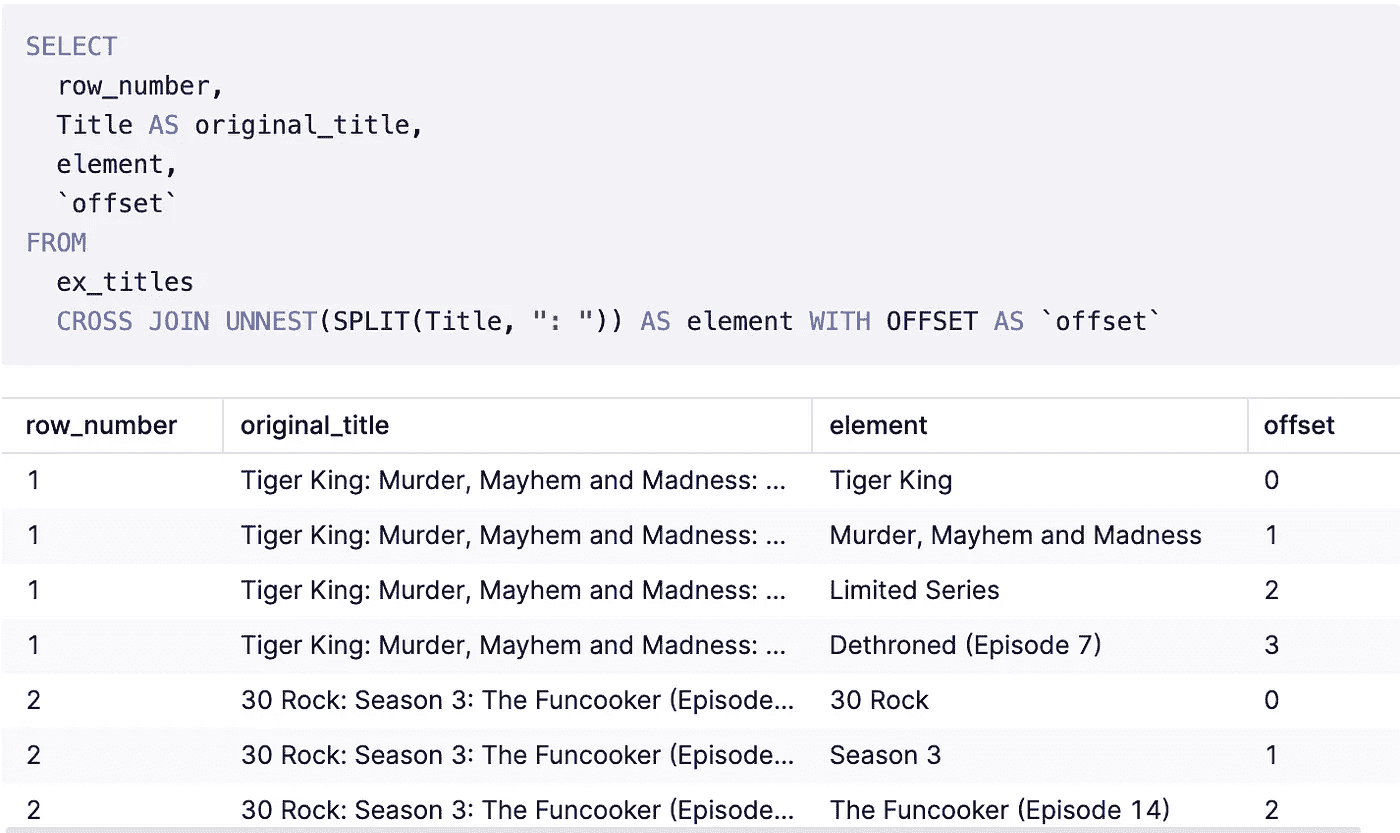 SELECT
row_number,
Title AS original_title,
element,
`offset`
FROM
ex_titles
CROSS JOIN UNNEST(SPLIT(Title, ": ")) AS element WITH OFFSET AS `offset`
row_number original_title element offset
1 Tiger King: Murder, Mayhem and Madness: ... Tiger King 0
1 Tiger King: Murder, Mayhem and Madness: ... Murder, Mayhem and Madness 1
1 Tiger King: Murder, Mayhem and Madness: ... Limited Series 2
1 Tiger King: Murder, Mayhem and Madness: ... Dethroned (Episode 7) 3
2 30 Rock: Season 3: The Funcooker (Episode... 30 Rock 0
2 30 Rock: Season 3: The Funcooker (Episode... Season 3 1
2 30 Rock: Season 3: The Funcooker (Episode... The Funcooker (Episode 14) 2